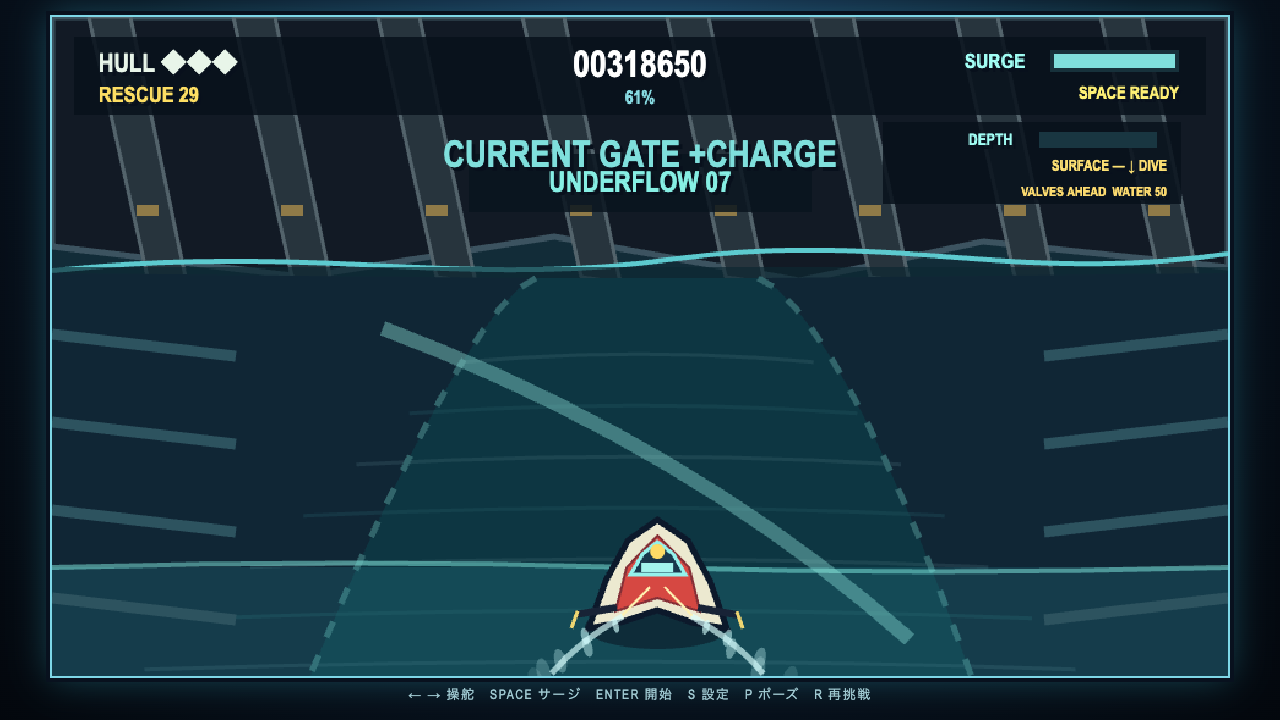 HULL
RESCUE 29
00318650
61%
SURGE
SPACE READY
CURRENT GATE +CHARGE
UNDERFLOW 07
DEPTH
SURFACE — ↓ DIVE
VALVES AHEAD WATER 50
← → 操舵 SPACE サージ ENTER 開始 S 設定 P ポーズ R 再挑戦